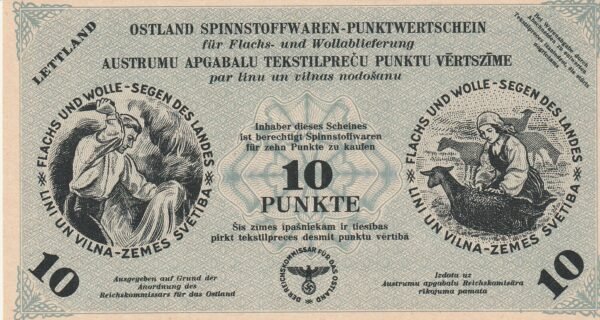 LETTLAND
OSTLAND SPINNSTOFFWAREN-PUNKTWERTSCHEIN
für Flachs- und Wollablieferung
AUSTRUMU APGABALU TEKSTILPREČU PUNKTU VĒRTSZĪME
par linu un vilnas nodošanu
FLACHS UND WOLLE - SEGEN DES LANDES
LINI UN VILNA - ZEMES SVĒTĪBA
Inhaber dieses Scheines
ist berechtigt Spinnstoffwaren
für zehn Punkte zu kaufen
10
PUNKTE
Šīs zīmes īpašniekam ir tiesības
pirkt tekstilpreces desmit punktu vērtībā
FLACHS UND WOLLE - SEGEN DES LANDES
LINI UN VILNA - ZEMES SVĒTĪBA
10
Ausgegeben auf Grund der
Anordnung des
Reichskommissars für das Ostland
DER REICHSKOMMISSAR FÜR DAS OSTLAND
Izdota uz
Austrumu apgabalu Reichskomisāra
rīkojuma pamata
10